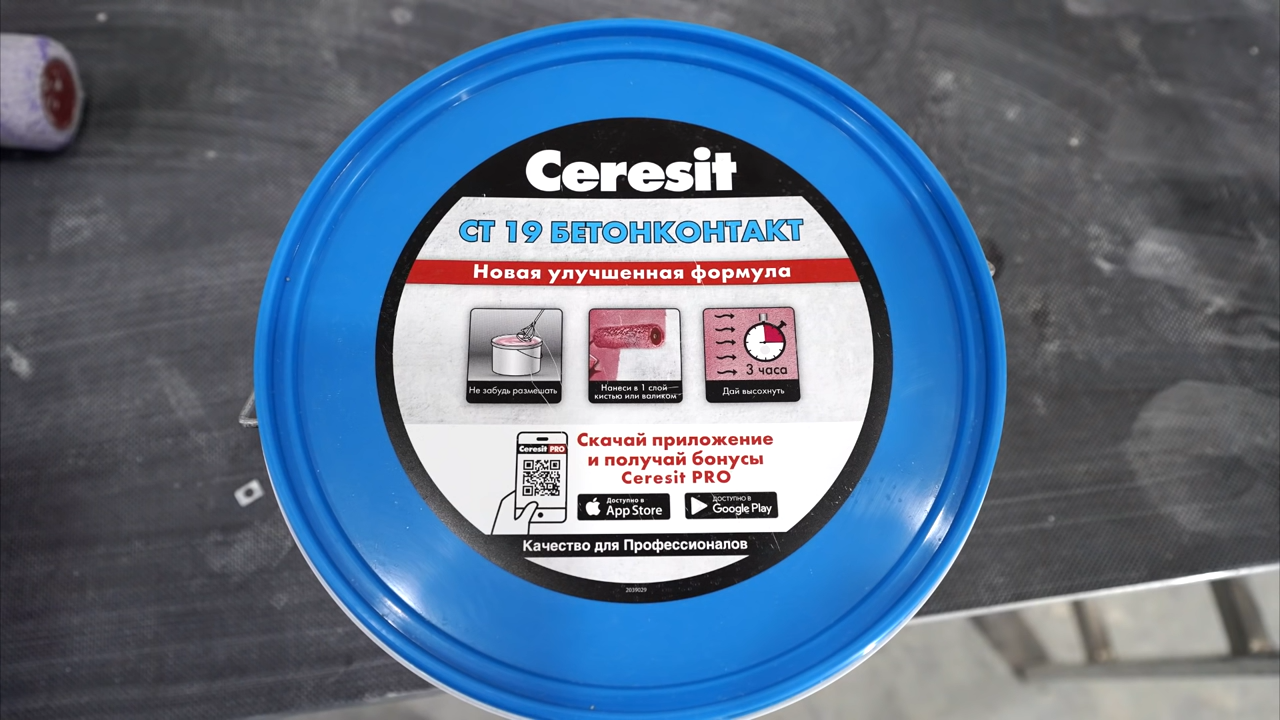 Ceresit
СТ 19 БЕТОНКОНТАКТ
Новая улучшенная формула
Не забудь размешать
Нанеси в 1 слой
кистью или валиком
3 часа
Дай высохнуть
Ceresit PRO
Скачай приложение
и получай бонусы
Ceresit PRO
Доступно в
App Store
ДОСТУПНО В
Google Play
Качество для Профессионалов
2039029